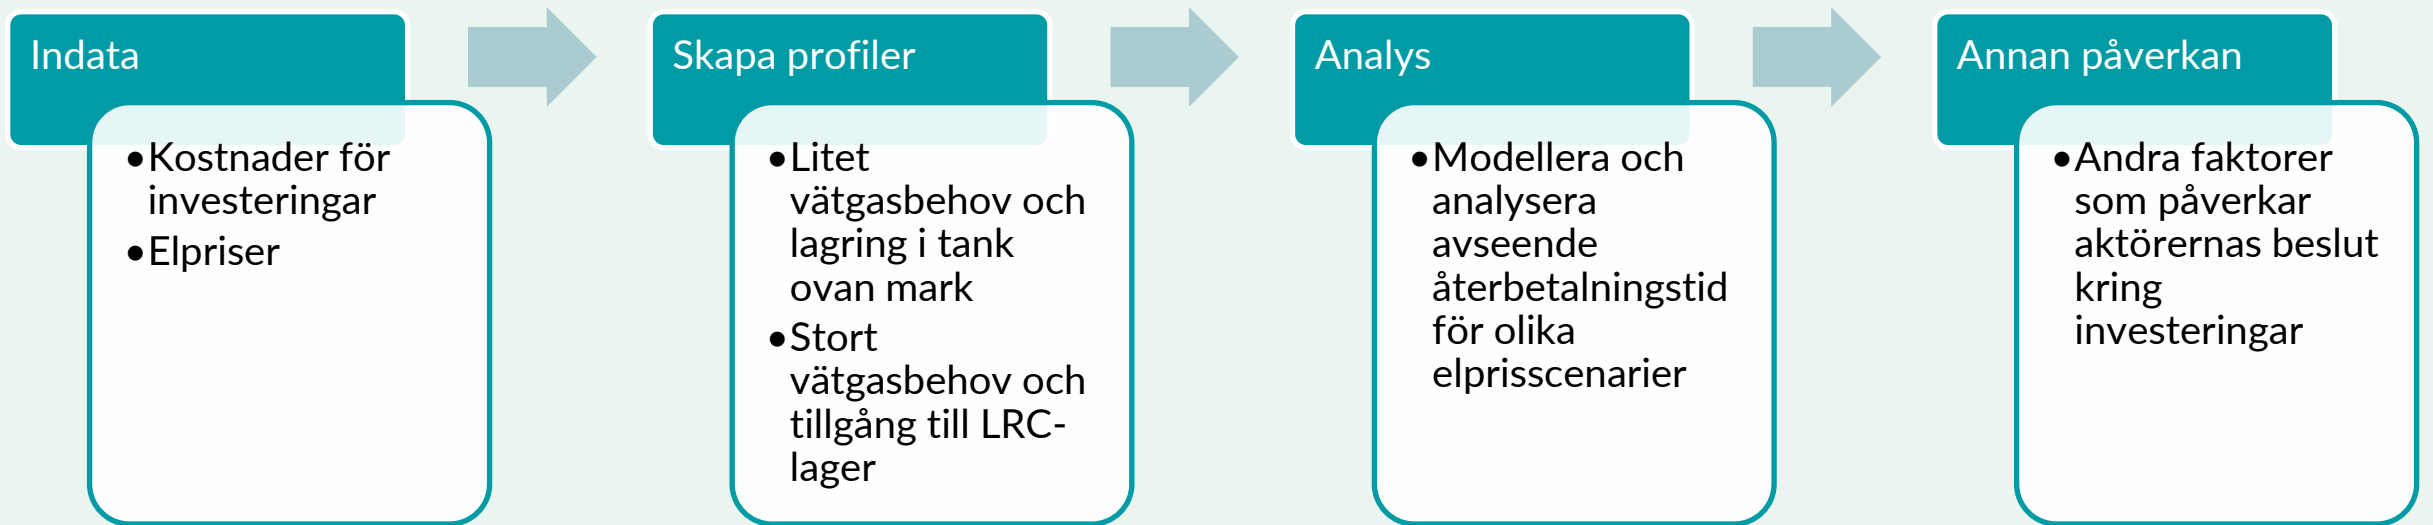 Indata
•Kostnader för
investeringar
•Elpriser
Skapa profiler
•Litet
vätgasbehov och
lagring i tank
ovan mark
•Stort
vätgasbehov och
tillgång till LRC-
lager
Analys
•Modellera och
analysera
avseende
återbetalningstid
för olika
elprisscenarier
Annan påverkan
•Andra faktorer
som påverkar
aktörernas beslut
kring
investeringar